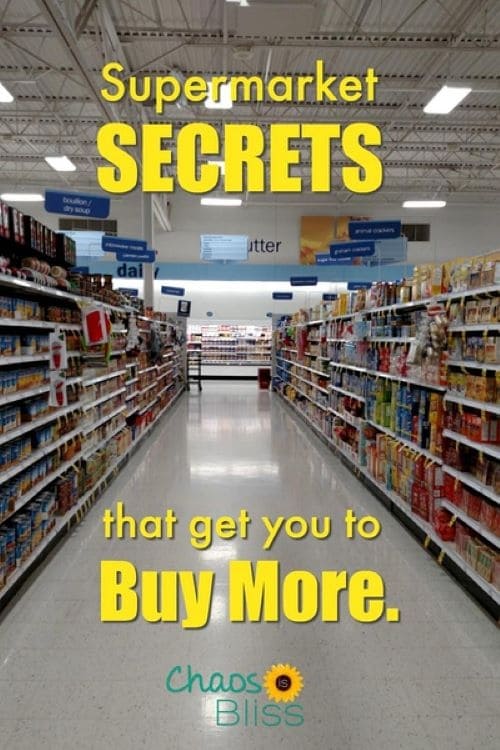 Supermarket
SECRETS
bouillon /
dry soup
animal crackers
graham crackers
utter
daily
that get you to
Buy More.
Chaos
is
Bliss